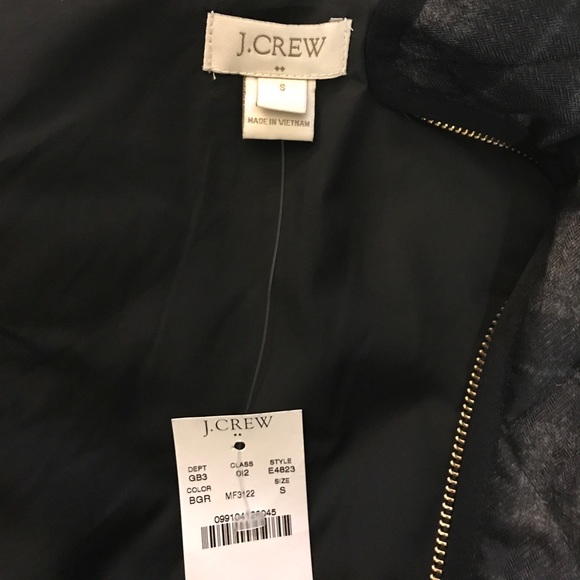 J.CREW
S
MADE IN VIETNAM
J.CREW
DEPT CLASS STYLE
GB3 012 E4823
COLOR SIZE
BGR MF3122 S